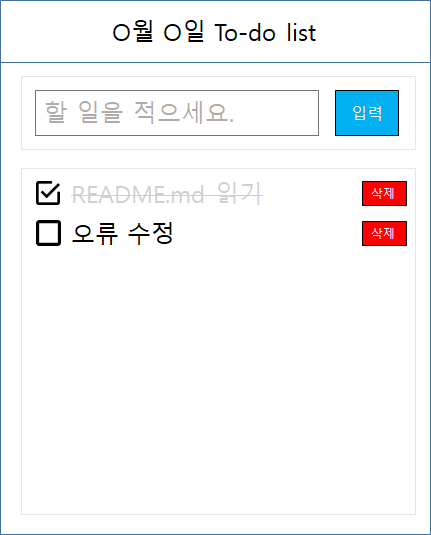 O월 O일 To-do list
할 일을 적으세요. 입력
README.md 읽기 삭제
오류 수정 삭제